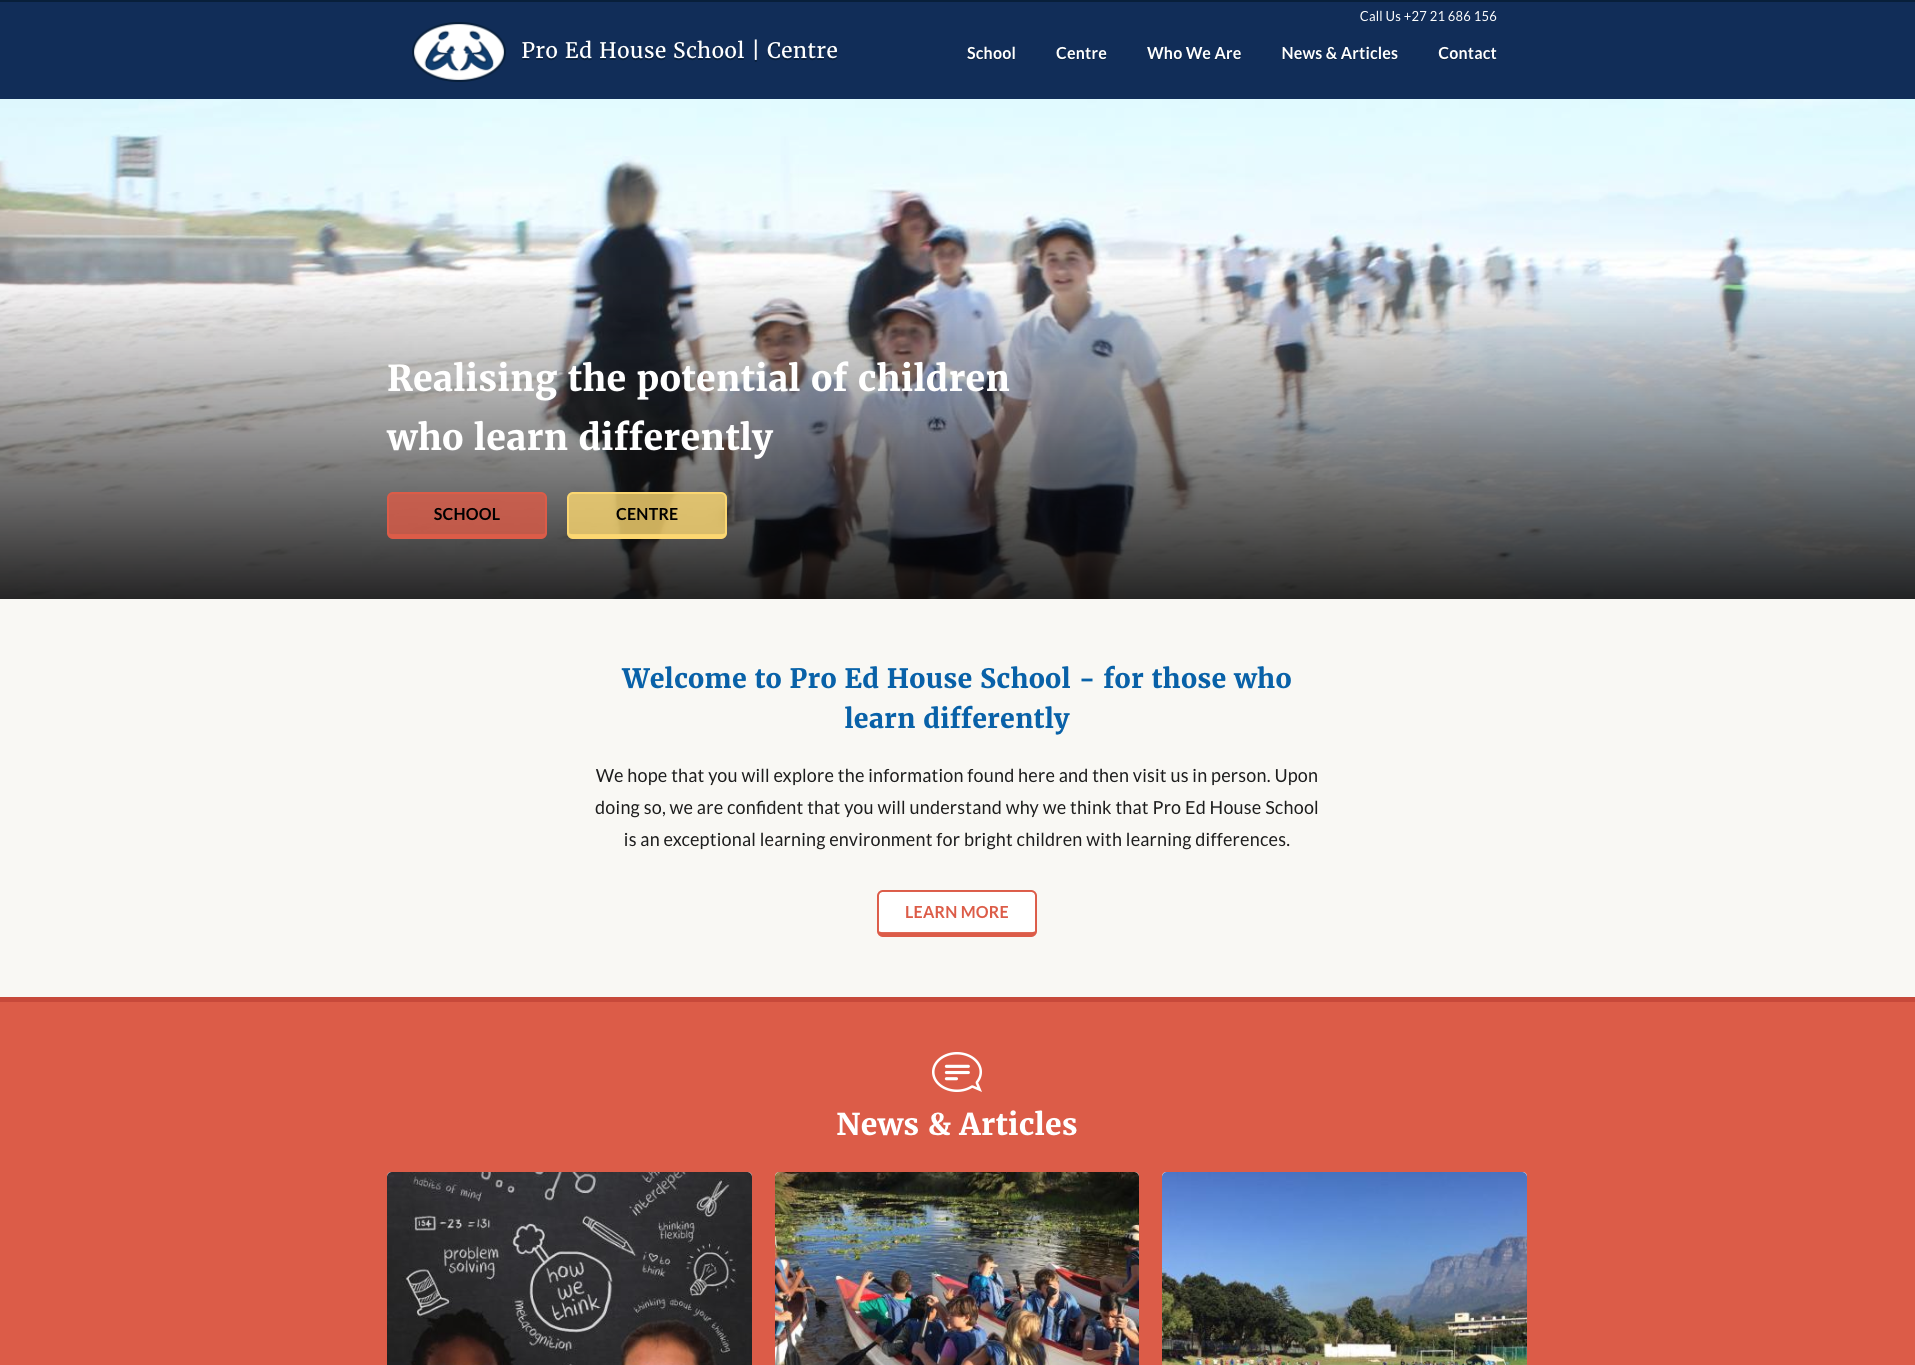 Call Us +27 21 686 156
Pro Ed House School | Centre
School
Centre
Who We Are
News & Articles
Contact
Realising the potential of children
who learn differently
SCHOOL
CENTRE
Welcome to Pro Ed House School – for those who
learn differently
We hope that you will explore the information found here and then visit us in person. Upon
doing so, we are confident that you will understand why we think that Pro Ed House School
is an exceptional learning environment for bright children with learning differences.
LEARN MORE
News & Articles
habits of mind
154 -23 =131
problem
solving
how
we
think
metacognition
thinking
flexibly
i ♡ to
think
thinking about your thinking